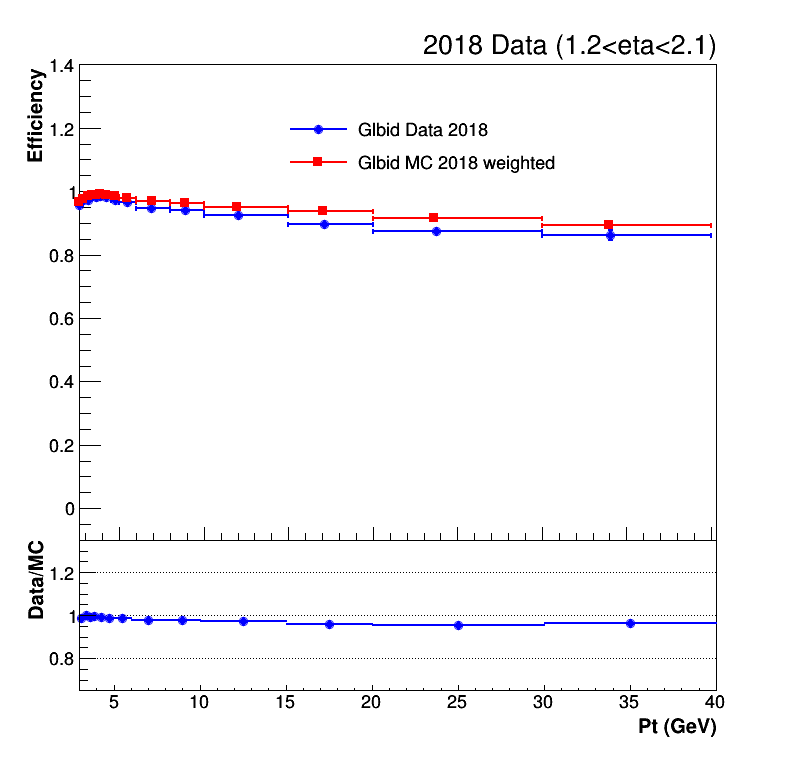 2018 Data (1.2<eta<2.1)
Efficiency
1.4
1.2
1
0.8
0.6
0.4
0.2
0
Glbid Data 2018
Glbid MC 2018 weighted
Data/MC
1.2
1
0.8
5 10 15 20 25 30 35 40
Pt (GeV)